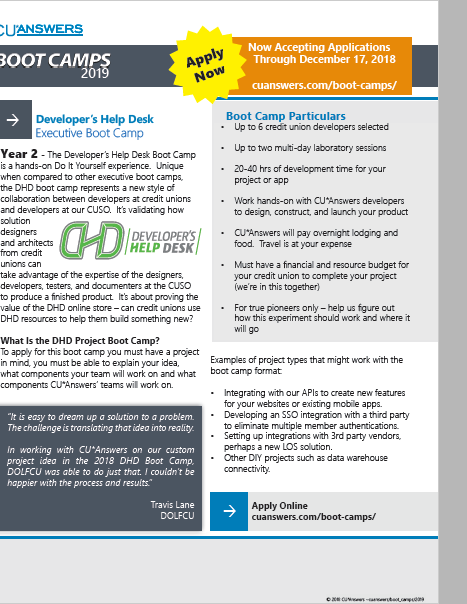 CU*ANSWERS
BOOT CAMPS
2019
Apply
Now
Now Accepting Applications
Through December 17, 2018
cuanswers.com/boot-camps/
Developer's Help Desk
Executive Boot Camp
Year 2 - The Developer's Help Desk Boot Camp
is a hands-on Do It Yourself experience. Unique
when compared to other executive boot camps,
the DHD boot camp represents a new style of
collaboration between developers at credit unions
and developers at our CUSO. It's validating how
solution
designers
and architects
from credit
unions can
DHD
DEVELOPER'S
HELP DESK
take advantage of the expertise of the designers,
developers, testers, and documenters at the CUSO
to produce a finished product. It's about proving the
value of the DHD online store – can credit unions use
DHD resources to help them build something new?
What Is the DHD Project Boot Camp?
To apply for this boot camp you must have a project
in mind, you must be able to explain your idea,
what components your team will work on and what
components CU*Answers' teams will work on.
"It is easy to dream up a solution to a problem.
The challenge is translating that idea into reality.
In working with CU*Answers on our custom
project idea in the 2018 DHD Boot Camp,
DOLFCU was able to do just that. I couldn't be
happier with the process and results."
Travis Lane
DOLFCU
Boot Camp Particulars
• Up to 6 credit union developers selected
• Up to two multi-day laboratory sessions
• 20-40 hrs of development time for your
project or app
• Work hands-on with CU*Answers developers
to design, construct, and launch your product
• CU*Answers will pay overnight lodging and
food. Travel is at your expense
• Must have a financial and resource budget for
your credit union to complete your project
(we're in this together)
• For true pioneers only – help us figure out
how this experiment should work and where it
will go
Examples of project types that might work with the
boot camp format:
• Integrating with our APIs to create new features
for your websites or existing mobile apps.
• Developing an SSO integration with a third party
to eliminate multiple member authentications.
• Setting up integrations with 3rd party vendors,
perhaps a new LOS solution.
• Other DIY projects such as data warehouse
connectivity.
Apply Online
cuanswers.com/boot-camps/
© 2018 CU*Answers –cuanswers/boot_camps/2019